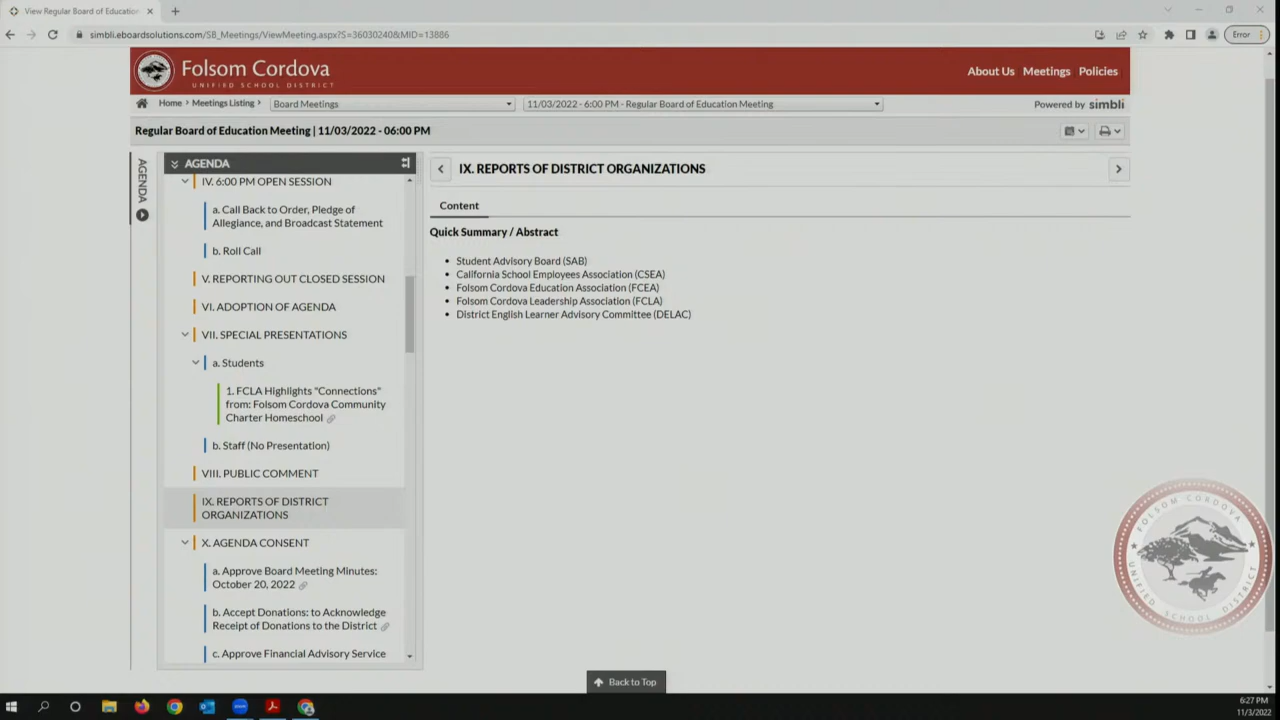 View Regular Board of Education
simbli.eboardsolutions.com/SB_Meetings/ViewMeeting.aspx?S=36030240&MID=13886
Error
Folsom Cordova
UNIFIED SCHOOL DISTRICT
About Us Meetings Policies
Home > Meetings Listing >
Board Meetings
11/03/2022 - 6:00 PM - Regular Board of Education Meeting
Powered by simbli
Regular Board of Education Meeting | 11/03/2022 - 06:00 PM
AGENDA
AGENDA
IV. 6:00 PM OPEN SESSION
a. Call Back to Order, Pledge of
Allegiance, and Broadcast Statement
b. Roll Call
V. REPORTING OUT CLOSED SESSION
VI. ADOPTION OF AGENDA
VII. SPECIAL PRESENTATIONS
a. Students
1. FCLA Highlights "Connections"
from: Folsom Cordova Community
Charter Homeschool
b. Staff (No Presentation)
VIII. PUBLIC COMMENT
IX. REPORTS OF DISTRICT
ORGANIZATIONS
X. AGENDA CONSENT
a. Approve Board Meeting Minutes:
October 20, 2022
b. Accept Donations: to Acknowledge
Receipt of Donations to the District
c. Approve Financial Advisory Service
IX. REPORTS OF DISTRICT ORGANIZATIONS
Content
Quick Summary / Abstract
• Student Advisory Board (SAB)
• California School Employees Association (CSEA)
• Folsom Cordova Education Association (FCEA)
• Folsom Cordova Leadership Association (FCLA)
• District English Learner Advisory Committee (DELAC)
FOLSOM CORDOVA
UNIFIED SCHOOL DISTRICT
Back to Top
6:27 PM
11/3/2022